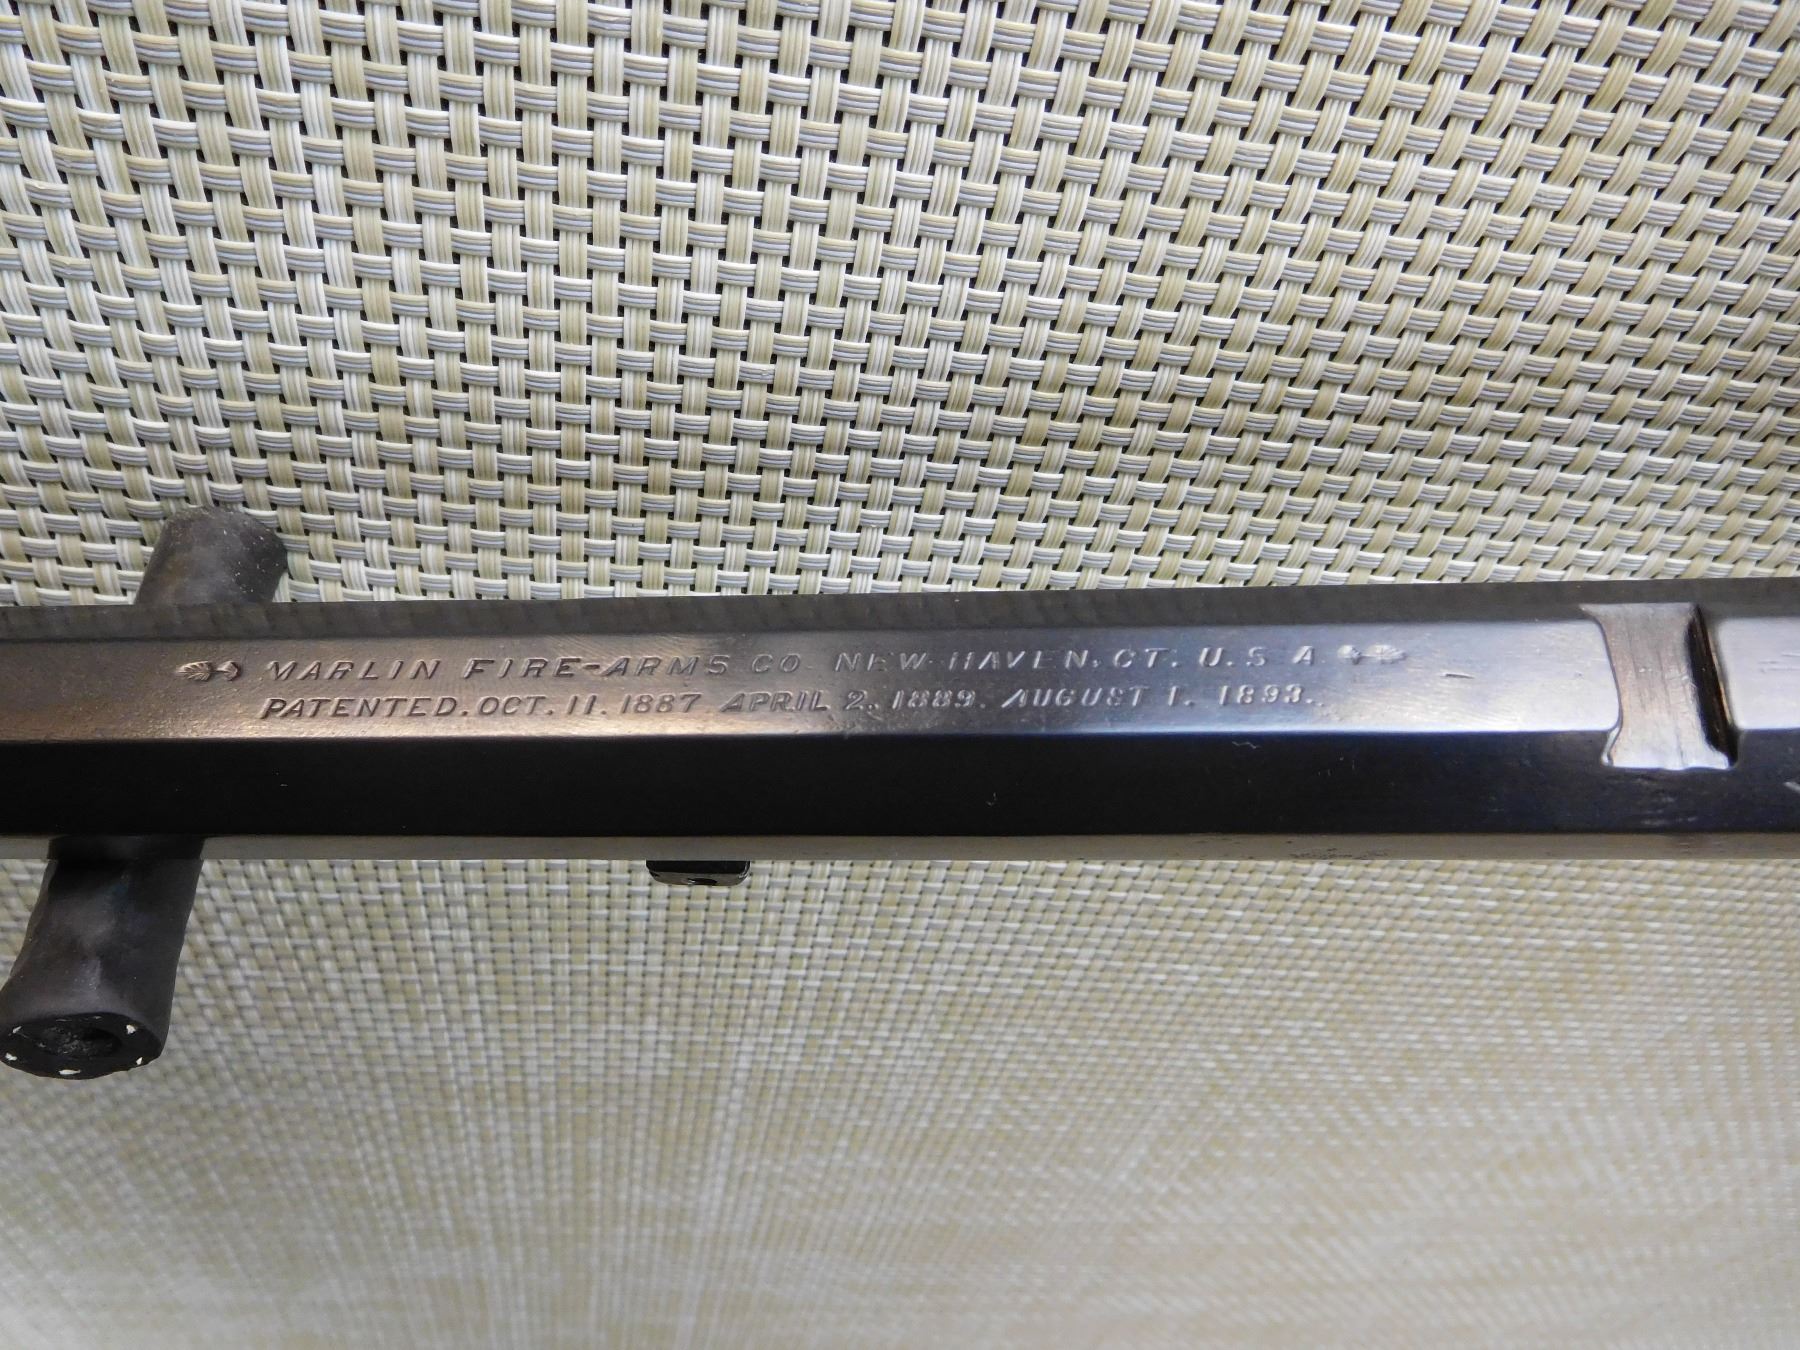 MARLIN FIRE-ARMS CO. NEW-HAVEN. CT. U.S.A.
PATENTED. OCT. 11. 1887. APRIL 2. 1889. AUGUST 1. 1893.